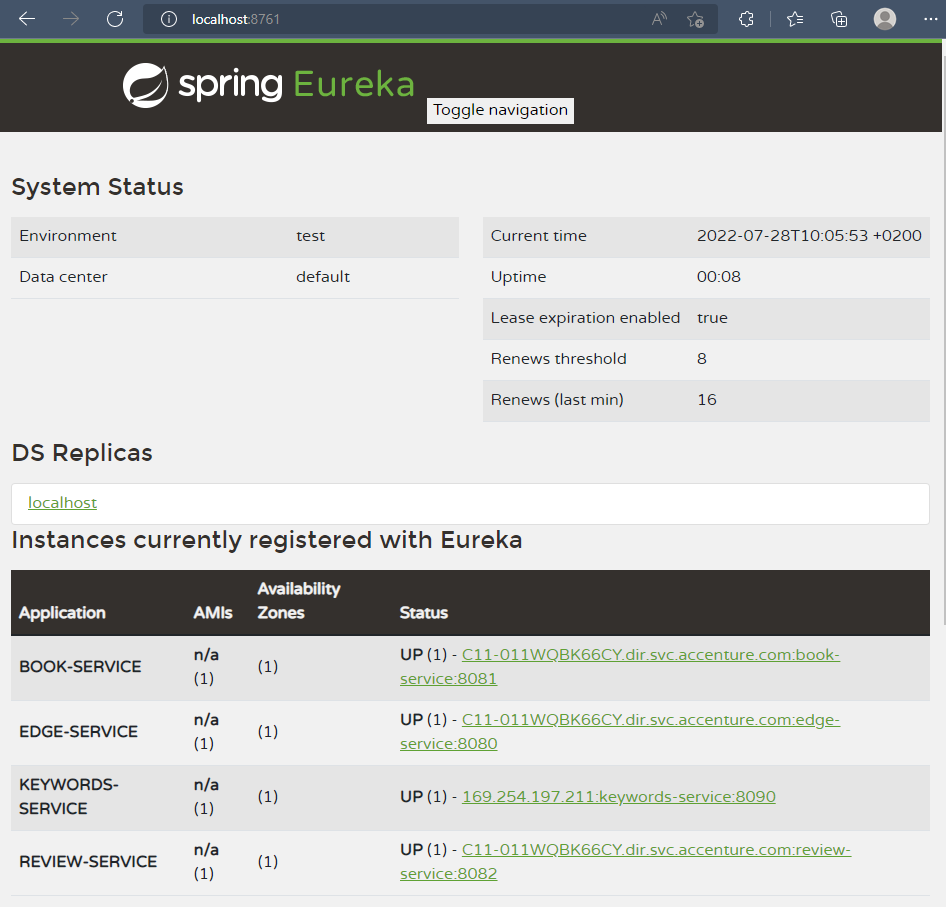 localhost:8761
spring Eureka
Toggle navigation
System Status
Environment test
Data center default
Current time 2022-07-28T10:05:53 +0200
Uptime 00:08
Lease expiration enabled true
Renews threshold 8
Renews (last min) 16
DS Replicas
localhost
Instances currently registered with Eureka
Availability
Application AMIs Zones Status
BOOK-SERVICE n/a (1) (1) UP (1) - C11-011WQBK66CY.dir.svc.accenture.com:book-
service:8081
EDGE-SERVICE n/a (1) (1) UP (1) - C11-011WQBK66CY.dir.svc.accenture.com:edge-
service:8080
KEYWORDS-
SERVICE n/a (1) (1) UP (1) - 169.254.197.211:keywords-service:8090
REVIEW-SERVICE n/a (1) (1) UP (1) - C11-011WQBK66CY.dir.svc.accenture.com:review-
service:8082